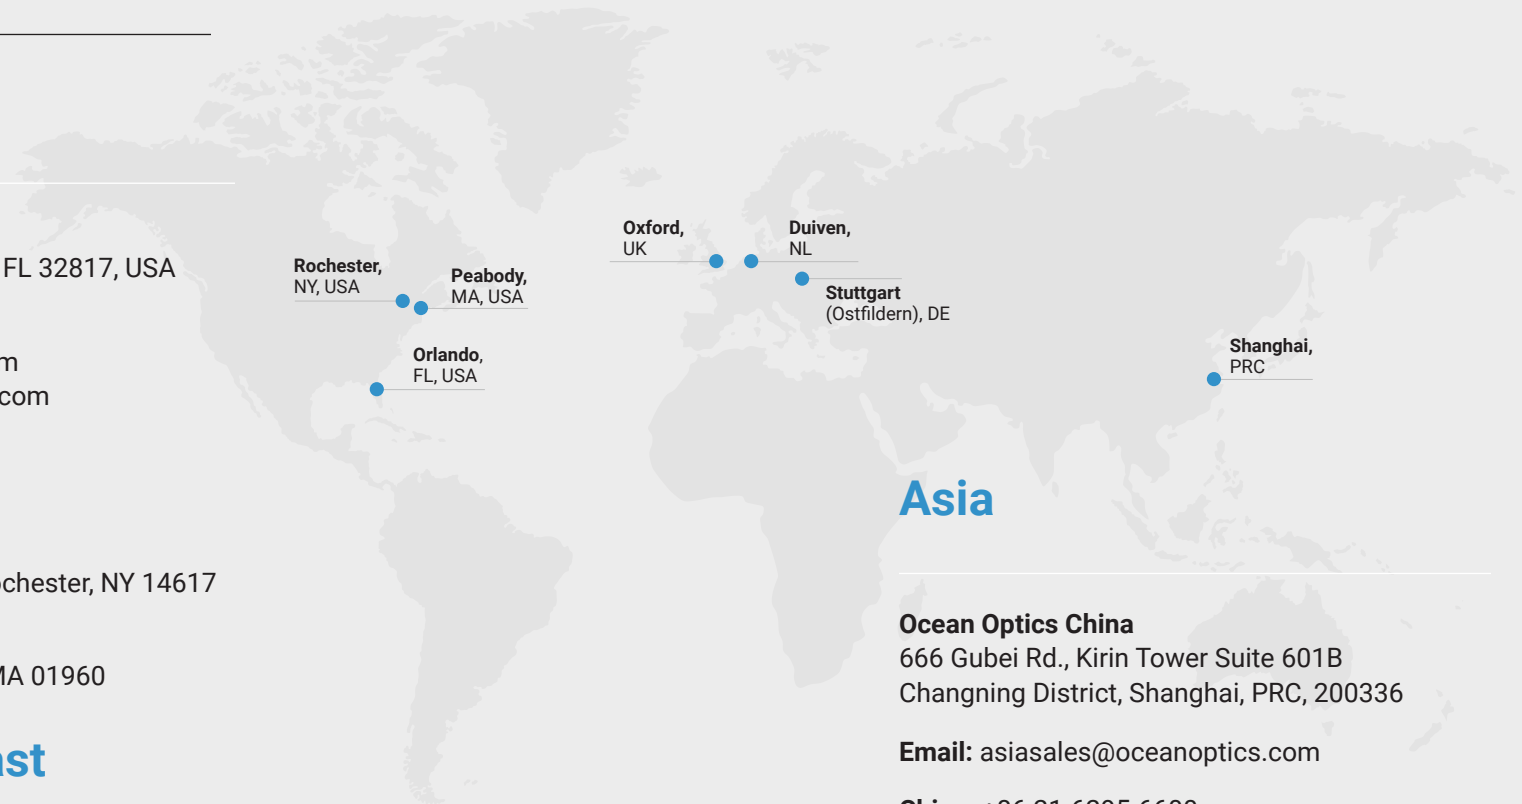 FL 32817, USA
m
com
ochester, NY 14617
MA 01960
ast
Rochester,
NY, USA
Peabody,
MA, USA
Orlando,
FL, USA
Oxford,
UK
Duiven,
NL
Stuttgart
(Ostfildern), DE
Shanghai,
PRC
Asia
Ocean Optics China
666 Gubei Rd., Kirin Tower Suite 601B
Changning District, Shanghai, PRC, 200336
Email: asiasales@oceanoptics.com